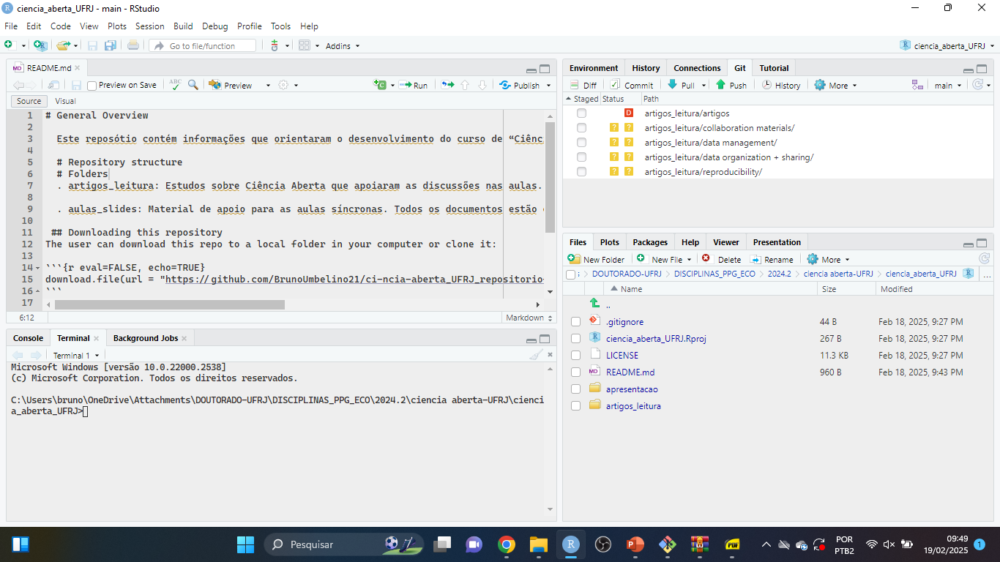 ciencia_aberta_UFRJ - main - RStudio
File Edit Code View Plots Session Build Debug Profile Tools Help
Go to file/function Addins ciencia_aberta_UFRJ
README.md
Preview on Save ABC Preview Run Publish
Source Visual
1 # General Overview
2
3 Este reposótio contém informações que orientaram o desenvolvimento do curso de “Ciênc
4
5 # Repository structure
6 # Folders
7 . artigos_leitura: Estudos sobre Ciência Aberta que apoiaram as discussões nas aulas.
8
9 . aulas_slides: Material de apoio para as aulas síncronas. Todos os documentos estão
10
11 ## Downloading this repository
12 The user can download this repo to a local folder in your computer or clone it:
13
14 ```{r eval=FALSE, echo=TRUE}
15 download.file(url = "https://github.com/BrunoUmbelino21/ci-ncia-aberta_UFRJ_repositorio
16 ```
17
6:12 Markdown
Console Terminal Background Jobs
Terminal 1
Microsoft Windows [versão 10.0.22000.2538]
(c) Microsoft Corporation. Todos os direitos reservados.
C:\Users\bruno\OneDrive\Attachments\DOUTORADO-UFRJ\DISCIPLINAS_PPG_ECO\2024.2\ciencia aberta-UFRJ\cienci
a_aberta_UFRJ>
Environment History Connections Git Tutorial
Diff Commit Pull Push History More main
Staged Status Path
D artigos_leitura/artigos
? ? artigos_leitura/collaboration materials/
? ? artigos_leitura/data management/
? ? artigos_leitura/data organization + sharing/
? ? artigos_leitura/reproducibility/
Files Plots Packages Help Viewer Presentation
New Folder New File Delete Rename More
DOUTORADO-UFRJ DISCIPLINAS_PPG_ECO 2024.2 ciencia aberta-UFRJ ciencia_aberta_UFRJ ...
Name Size Modified
..
.gitignore 44 B Feb 18, 2025, 9:27 PM
ciencia_aberta_UFRJ.Rproj 267 B Feb 18, 2025, 9:27 PM
LICENSE 11.3 KB Feb 18, 2025, 9:27 PM
README.md 960 B Feb 18, 2025, 9:43 PM
apresentacao
artigos_leitura
Pesquisar
POR
PTB2
09:49
19/02/2025
1